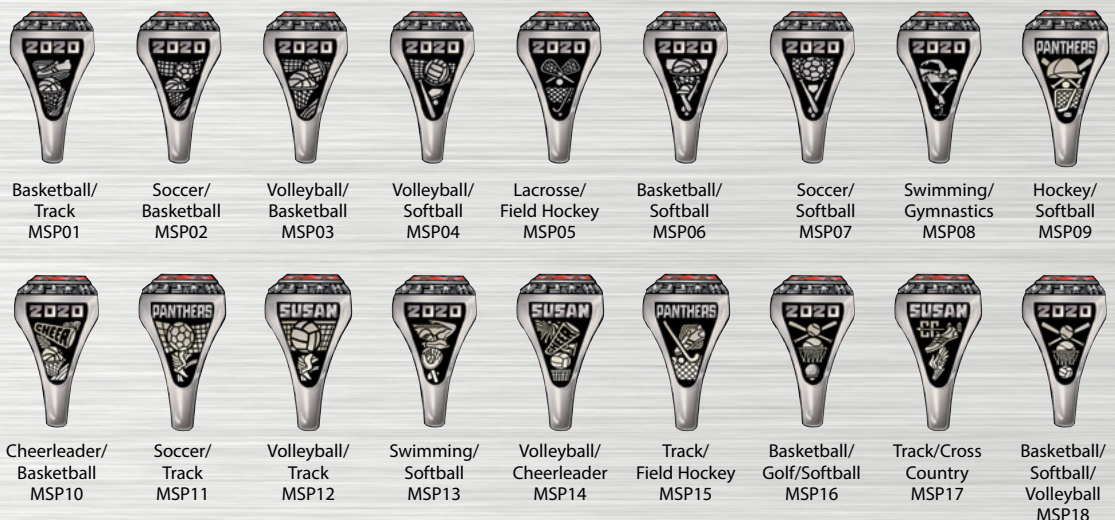 2020
2020
2020
2020
2020
2020
2020
2020
PANTHERS
Basketball/
Track
MSP01
Soccer/
Basketball
MSP02
Volleyball/
Basketball
MSP03
Volleyball/
Softball
MSP04
Lacrosse/
Field Hockey
MSP05
Basketball/
Softball
MSP06
Soccer/
Softball
MSP07
Swimming/
Gymnastics
MSP08
Hockey/
Softball
MSP09
2020
CHEER
PANTHERS
SUSAN
2020
SUSAN
PANTHERS
2020
SUSAN
CC
2020
Cheerleader/
Basketball
MSP10
Soccer/
Track
MSP11
Volleyball/
Track
MSP12
Swimming/
Softball
MSP13
Volleyball/
Cheerleader
MSP14
Track/
Field Hockey
MSP15
Basketball/
Golf/Softball
MSP16
Track/Cross
Country
MSP17
Basketball/
Softball/
Volleyball
MSP18